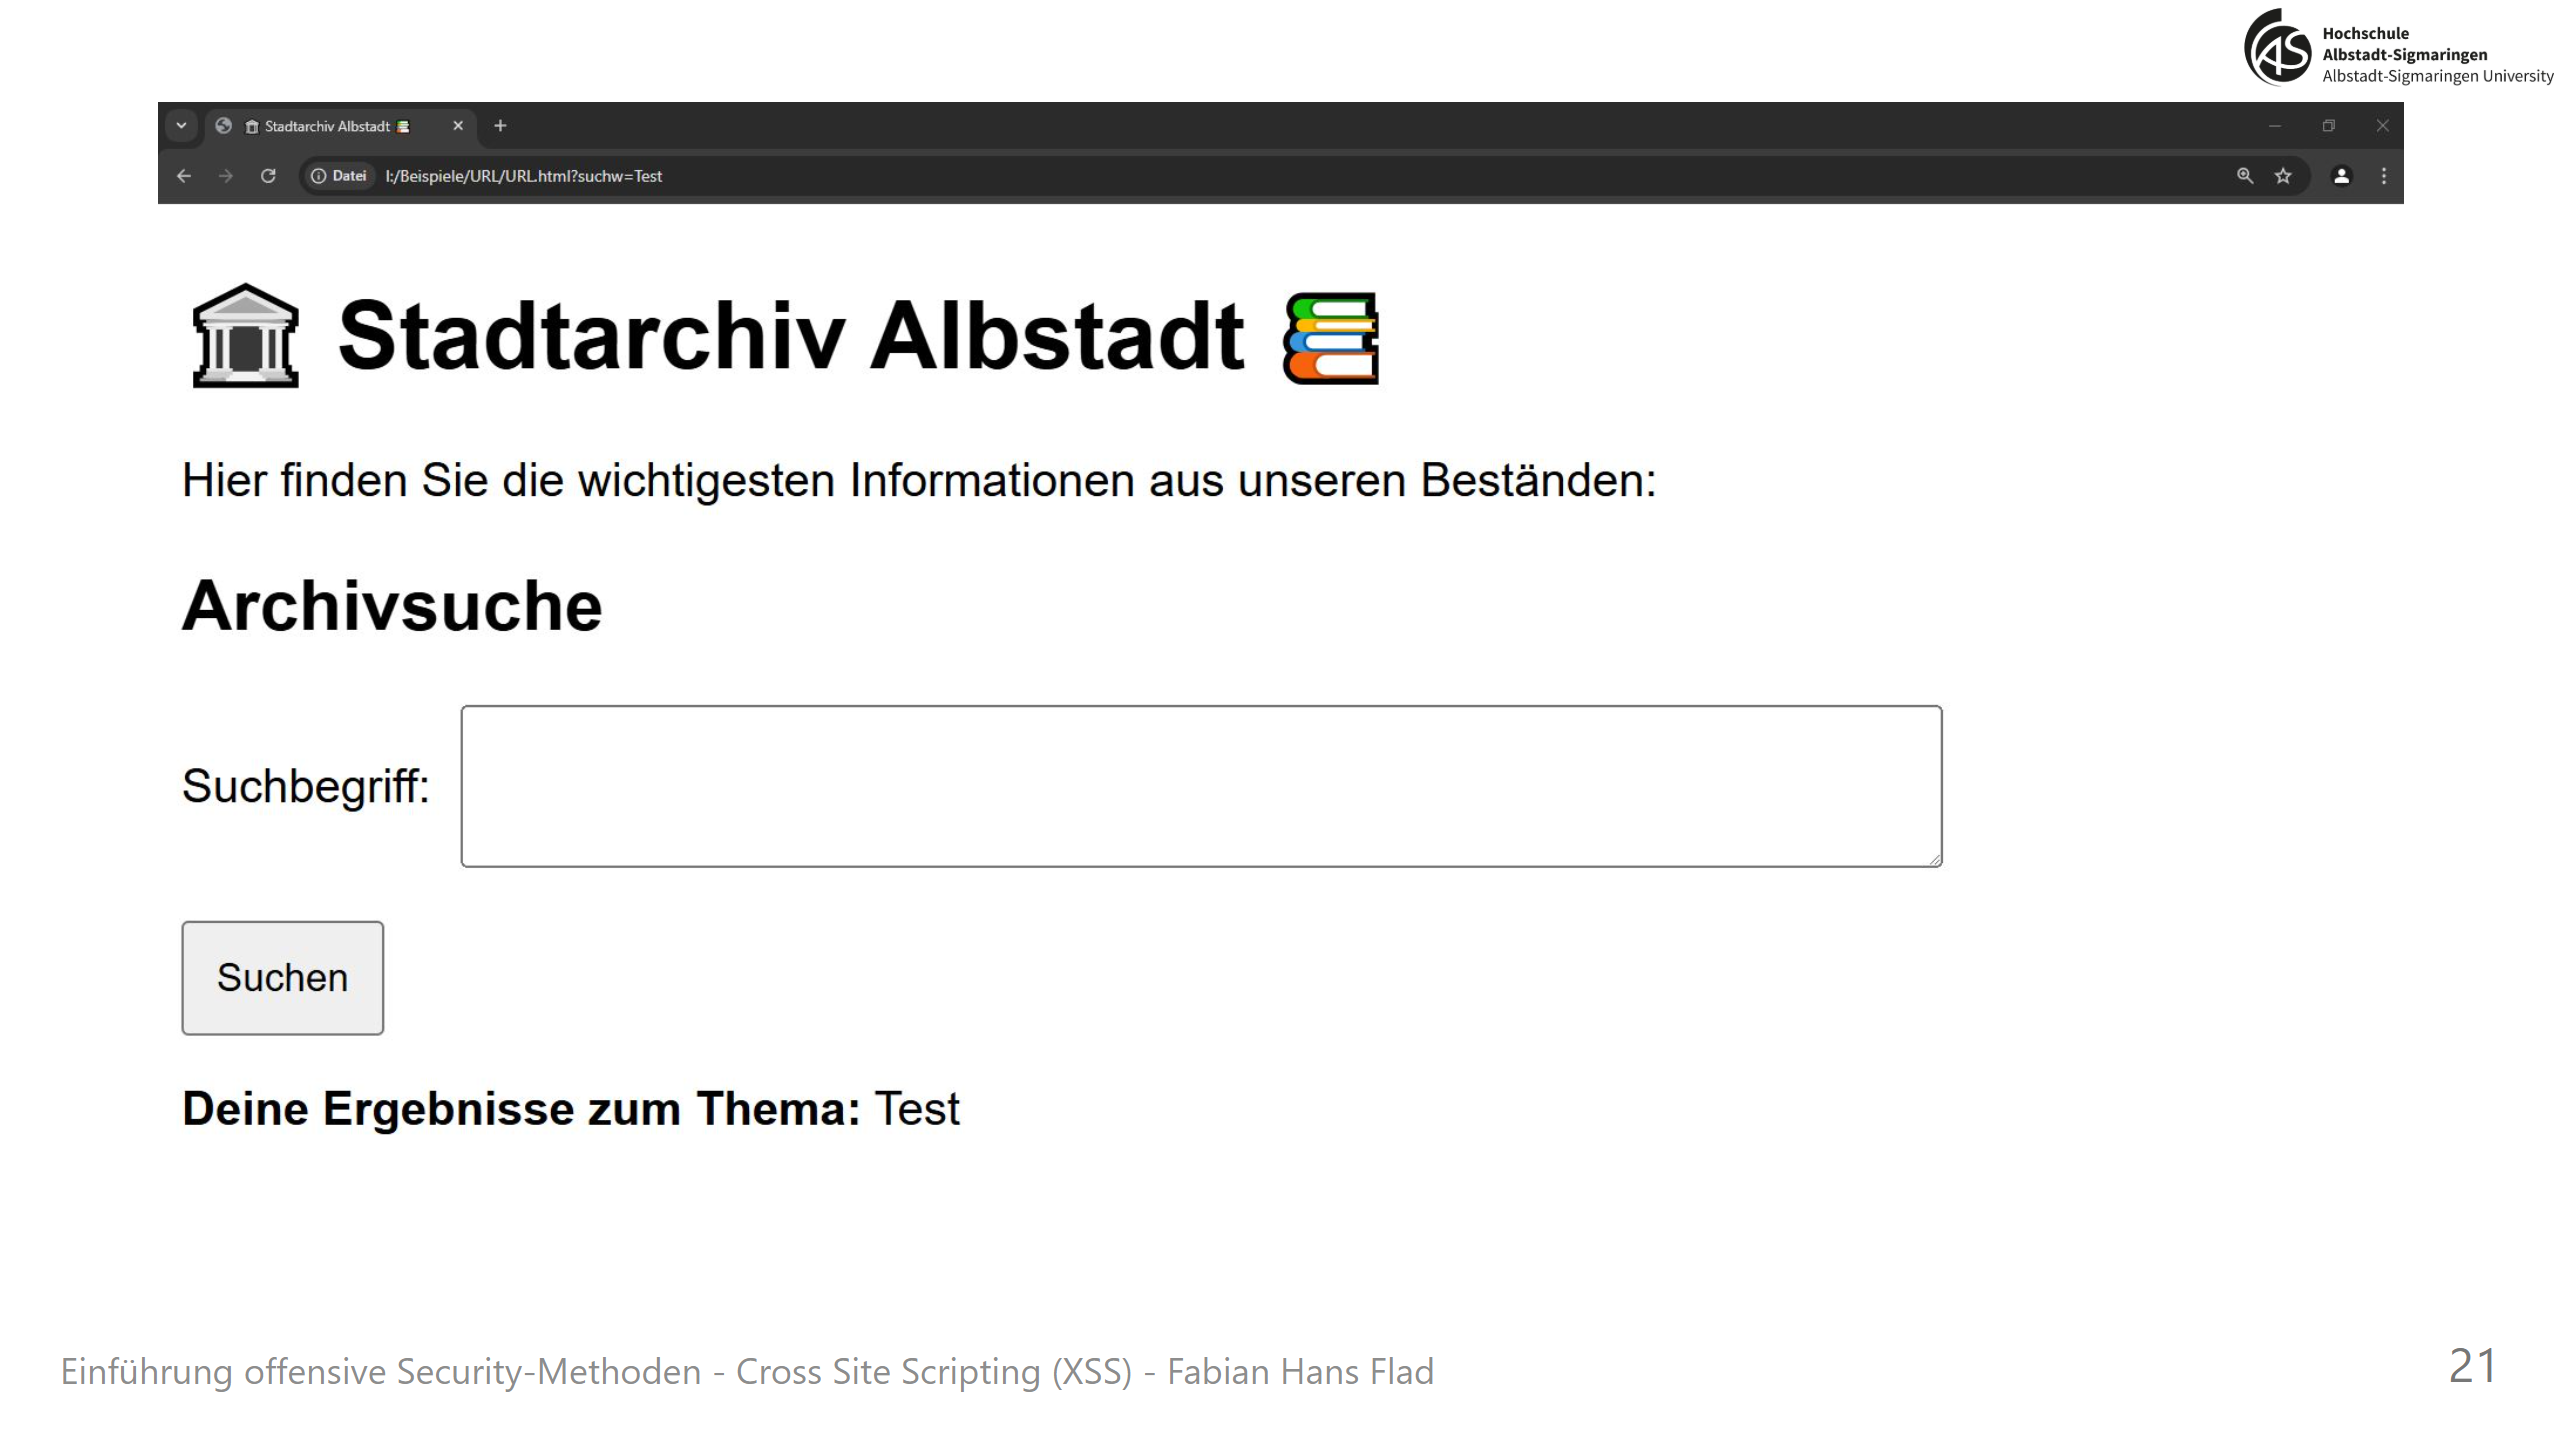 Hochschule
Albstadt-Sigmaringen
Albstadt-Sigmaringen University
Stadtarchiv Albstadt
Datei I:/Beispiele/URL/URL.html?suchw=Test
Stadtarchiv Albstadt
Hier finden Sie die wichtigesten Informationen aus unseren Beständen:
Archivsuche
Suchbegriff:
Suchen
Deine Ergebnisse zum Thema: Test
Einführung offensive Security-Methoden - Cross Site Scripting (XSS) - Fabian Hans Flad
21